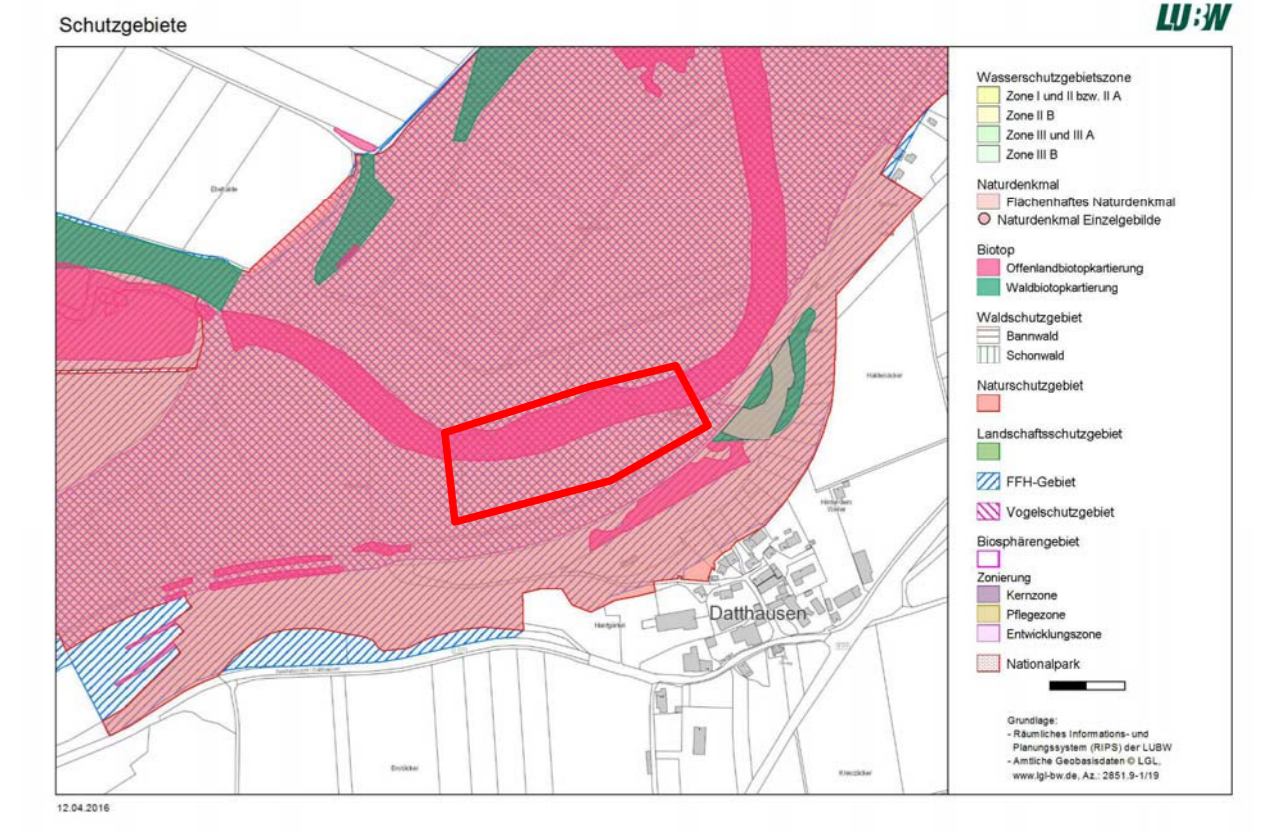 Schutzgebiete
LUBW
Wasserschutzgebietszone
Zone I und II bzw. II A
Zone II B
Zone III und III A
Zone III B
Naturdenkmal
Flächenhaftes Naturdenkmal
Naturdenkmal Einzelgebilde
Biotop
Offenlandbiotopkartierung
Waldbiotopkartierung
Waldschutzgebiet
Bannwald
Schonwald
Naturschutzgebiet
Landschaftsschutzgebiet
FFH-Gebiet
Vogelschutzgebiet
Biosphärengebiet
Zonierung
Kernzone
Pflegezone
Entwicklungszone
Nationalpark
Grundlage:
- Räumliches Informations- und
Planungssystem (RIPS) der LUBW
- Amtliche Geobasisdaten © LGL,
www.lgl-bw.de, Az.: 2851.9-1/19
Datthausen
12.04.2016